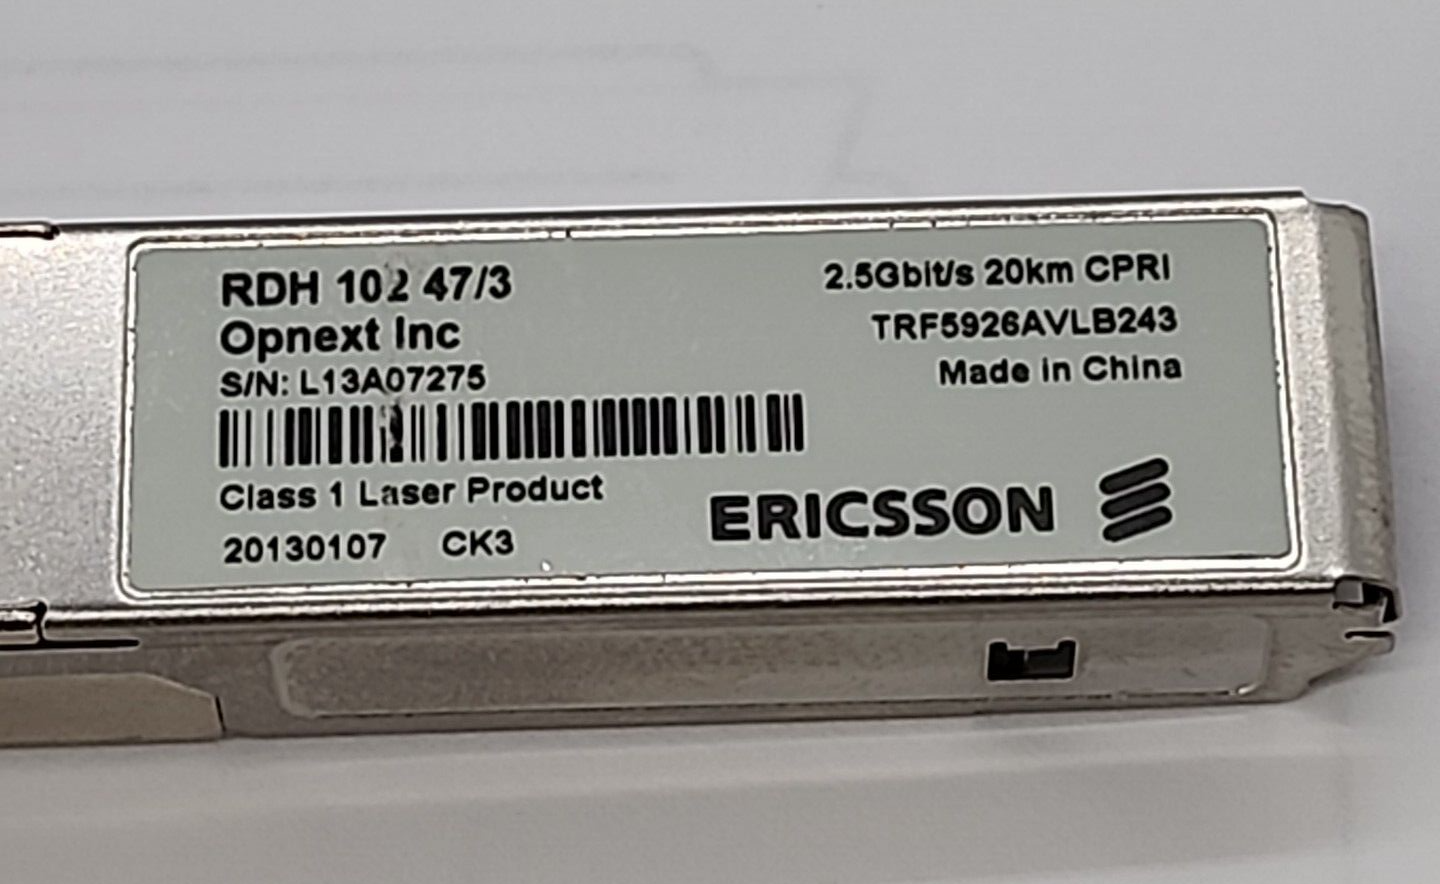 RDH 102 47/3
Opnext Inc
S/N: L13A07275
Class 1 Laser Product
20130107 CK3
2.5Gbit/s 20km CPRI
TRF5926AVLB243
Made in China
ERICSSON